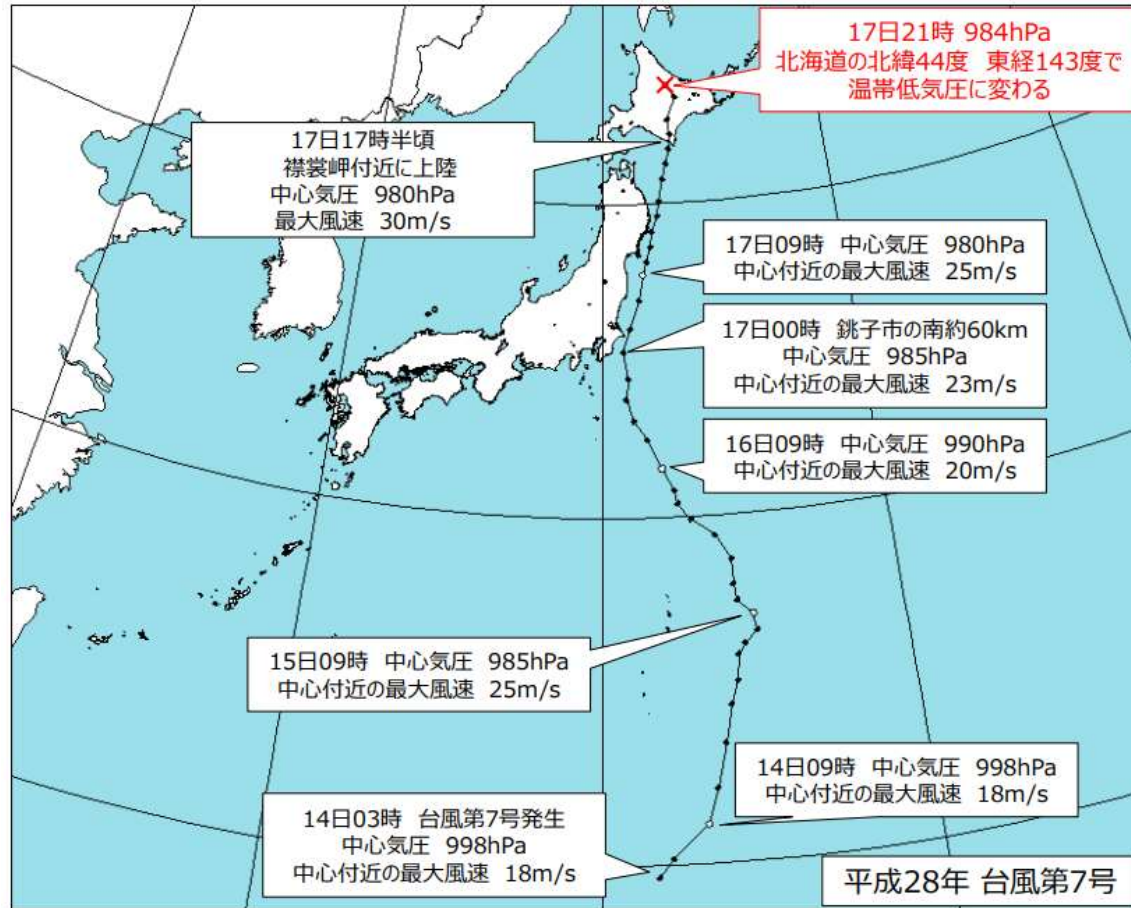 17日21時 984hPa
北海道の北緯44度 東経143度で
温帯低気圧に変わる
17日17時半頃
襟裳岬付近に上陸
中心気圧 980hPa
最大風速 30m/s
17日09時 中心気圧 980hPa
中心付近の最大風速 25m/s
17日00時 銚子市の南約60km
中心気圧 985hPa
中心付近の最大風速 23m/s
16日09時 中心気圧 990hPa
中心付近の最大風速 20m/s
15日09時 中心気圧 985hPa
中心付近の最大風速 25m/s
14日09時 中心気圧 998hPa
中心付近の最大風速 18m/s
14日03時 台風第7号発生
中心気圧 998hPa
中心付近の最大風速 18m/s
平成28年 台風第7号